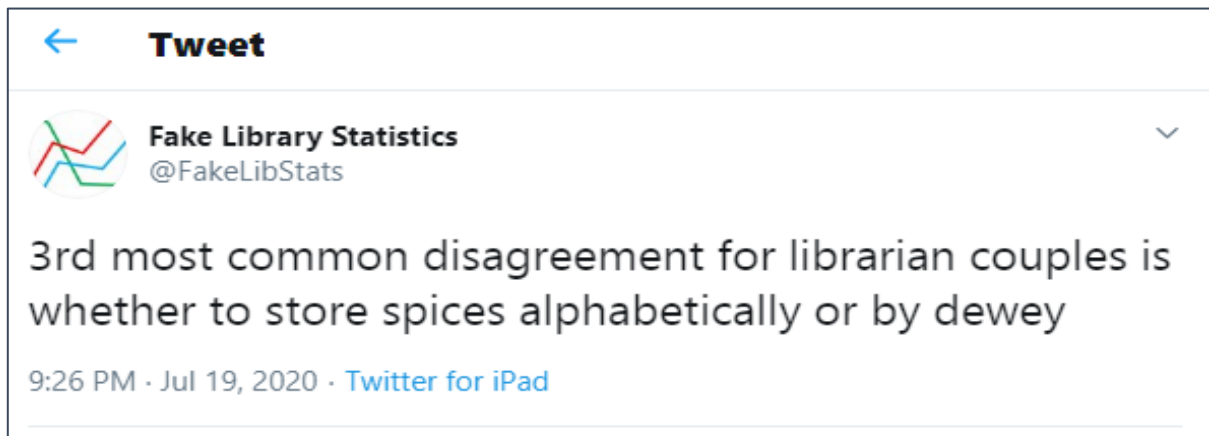 Tweet
Fake Library Statistics
@FakeLibStats
3rd most common disagreement for librarian couples is
whether to store spices alphabetically or by dewey
9:26 PM · Jul 19, 2020 · Twitter for iPad